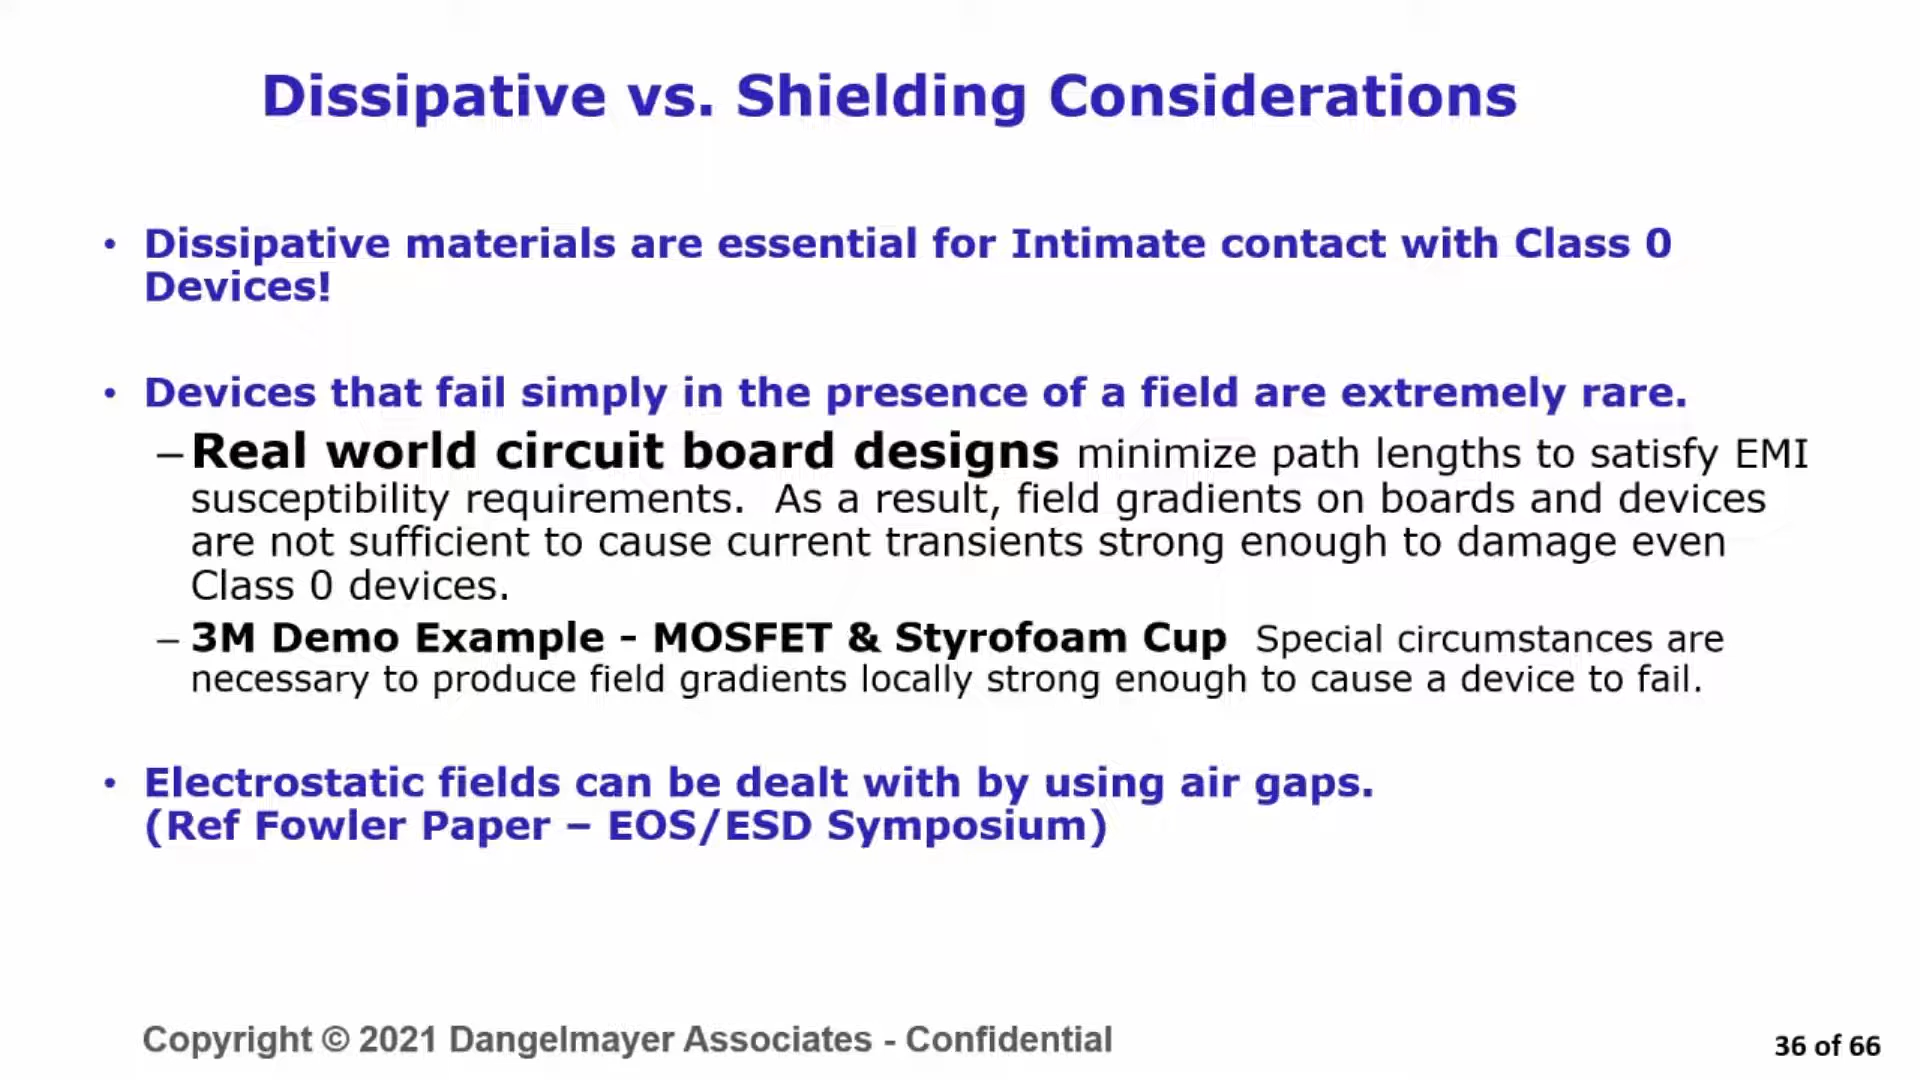 Dissipative vs. Shielding Considerations
• Dissipative materials are essential for Intimate contact with Class 0
Devices!
• Devices that fail simply in the presence of a field are extremely rare.
–Real world circuit board designs minimize path lengths to satisfy EMI
susceptibility requirements.  As a result, field gradients on boards and devices
are not sufficient to cause current transients strong enough to damage even
Class 0 devices.
– 3M Demo Example - MOSFET & Styrofoam Cup  Special circumstances are
necessary to produce field gradients locally strong enough to cause a device to fail.
• Electrostatic fields can be dealt with by using air gaps.
(Ref Fowler Paper – EOS/ESD Symposium)
Copyright © 2021 Dangelmayer Associates - Confidential
36 of 66